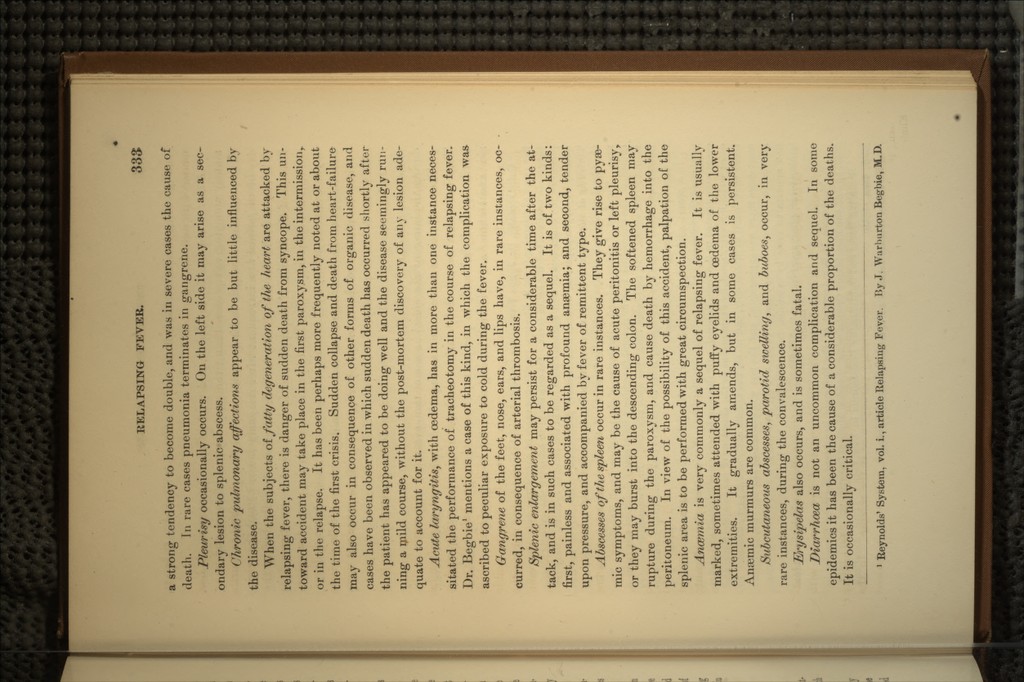 RELAPSING FEVER. 333
a strong tendency to become double, and was in severe cases the cause of
death. In rare cases pneumonia terminates in gangrene.
Pleurisy occasionally occurs. On the left side it may arise as a sec-
ondary lesion to splenic abscess.
Chronic pulmonary affections appear to be but little influenced by
the disease.
When the subjects of fatty degeneration of the heart are attacked by
relapsing fever, there is danger of sudden death from syncope. This un-
toward accident may take place in the first paroxysm, in the intermission,
or in the relapse. It has been perhaps more frequently noted at or about
the time of the first crisis. Sudden collapse and death from heart-failure
may also occur in consequence of other forms of organic disease, and
cases have been observed in which sudden death has occurred shortly after
the patient has appeared to be doing well and the disease seemingly run-
ning a mild course, without the post-mortem discovery of any lesion ade-
quate to account for it.
Acute laryngitis, with œdema, has in more than one instance neces-
sitated the performance of tracheotomy in the course of relapsing fever.
Dr. Begbie¹ mentions a case of this kind, in which the complication was
ascribed to peculiar exposure to cold during the fever.
Gangrene of the feet, nose, ears, and lips have, in rare instances, oc-
curred, in consequence of arterial thrombosis.
Splenic enlargement may persist for a considerable time after the at-
tack, and is in such cases to be regarded as a sequel. It is of two kinds:
first, painless and associated with profound anæmia; and second, tender
upon pressure, and accompanied by fever of remittent type.
Abscesses of the spleen occur in rare instances. They give rise to pyæ-
mic symptoms, and may be the cause of acute peritonitis or left pleurisy,
or they may burst into the descending colon. The softened spleen may
rupture during the paroxysm, and cause death by hemorrhage into the
peritoneum. In view of the possibility of this accident, palpation of the
splenic area is to be performed with great circumspection.
Anæmia is very commonly a sequel of relapsing fever. It is usually
marked, sometimes attended with puffy eyelids and œdema of the lower
extremities. It gradually amends, but in some cases is persistent.
Anæmic murmurs are common.
Subcutaneous abscesses, parotid swelling, and buboes, occur, in very
rare instances, during the convalescence.
Erysipelas also occurs, and is sometimes fatal.
Diarrhœa is not an uncommon complication and sequel. In some
epidemics it has been the cause of a considerable proportion of the deaths.
It is occasionally critical.
¹ Reynolds' System, vol. i., article Relapsing Fever. By J. Warburton Begbie, M.D.